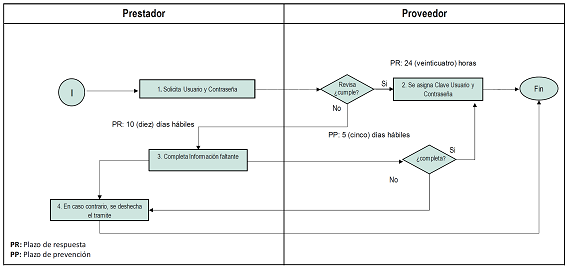 Prestador
Proveedor
PR: 24 (veinticuatro) horas
I
1. Solicita Usuario y Contraseña
Revisa
¿cumple?
Si
2. Se asigna Clave Usuario y
Contraseña
Fin
No
PR: 10 (diez) días hábiles
PP: 5 (cinco) días hábiles
3. Completa Información faltante
¿completa?
Si
No
4. En caso contrario, se deshecha
el tramite
PR: Plazo de respuesta
PP: Plazo de prevención